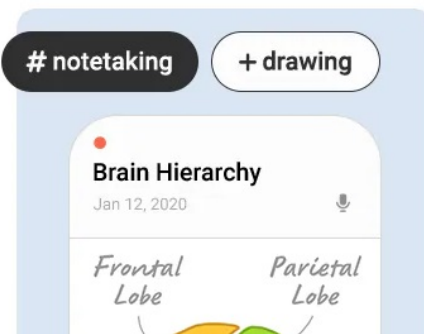 # notetaking
+ drawing
Brain Hierarchy
Jan 12, 2020
Frontal Lobe
Parietal Lobe